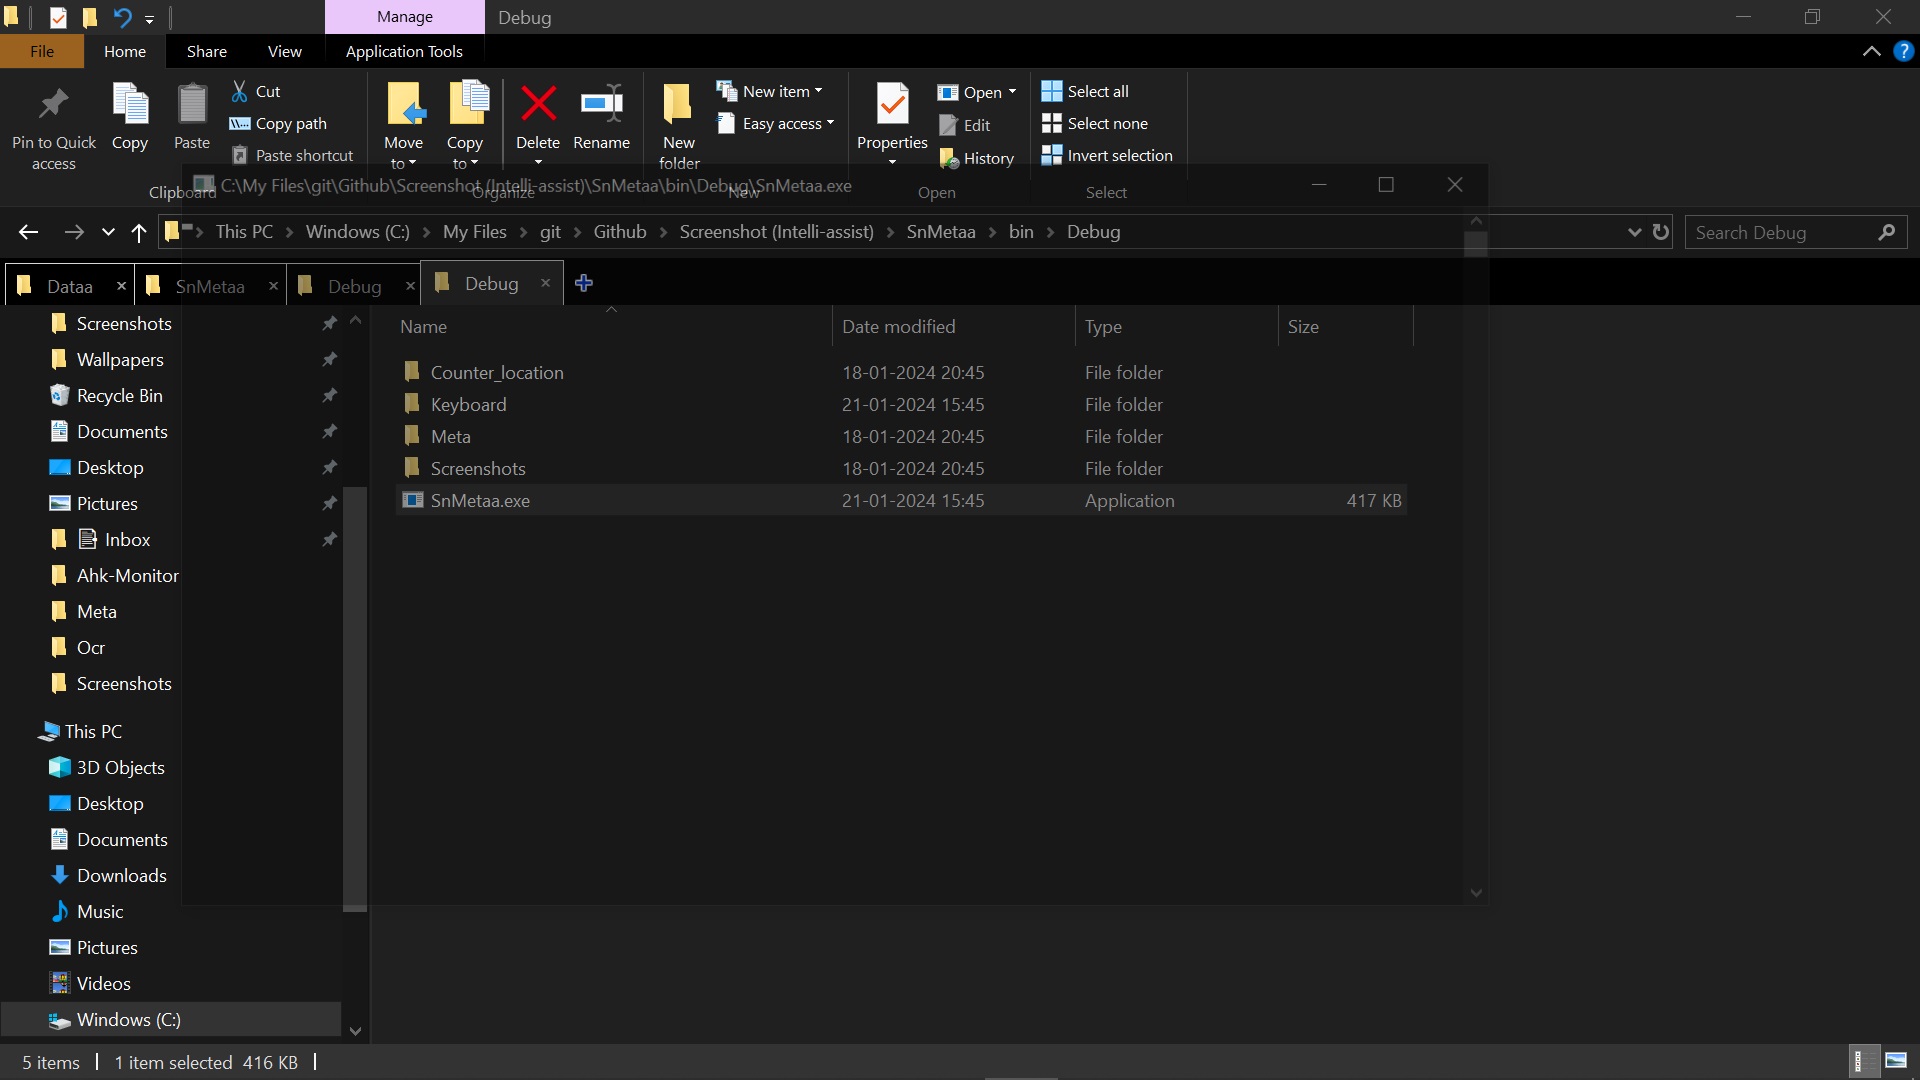 Manage
Debug
File
Home
Share
View
Application Tools
Pin to Quick access
Copy
Paste
Cut
Copy path
Paste shortcut
Clipboard
Move to
Copy to
Delete
Rename
Organize
New folder
New item
Easy access
New
Properties
Open
Edit
History
Open
Select all
Select none
Invert selection
Select
C:\My Files\git\Github\Screenshot (Intelli-assist)\SnMetaa\bin\Debug\SnMetaa.exe
This PC
Windows (C:)
My Files
git
Github
Screenshot (Intelli-assist)
SnMetaa
bin
Debug
Search Debug
Dataa
SnMetaa
Debug
Debug
Screenshots
Wallpapers
Recycle Bin
Documents
Desktop
Pictures
Inbox
Ahk-Monitor
Meta
Ocr
Screenshots
This PC
3D Objects
Desktop
Documents
Downloads
Music
Pictures
Videos
Windows (C:)
Name Date modified Type Size
Counter_location 18-01-2024 20:45 File folder
Keyboard 21-01-2024 15:45 File folder
Meta 18-01-2024 20:45 File folder
Screenshots 18-01-2024 20:45 File folder
SnMetaa.exe 21-01-2024 15:45 Application 417 KB
5 items 1 item selected 416 KB